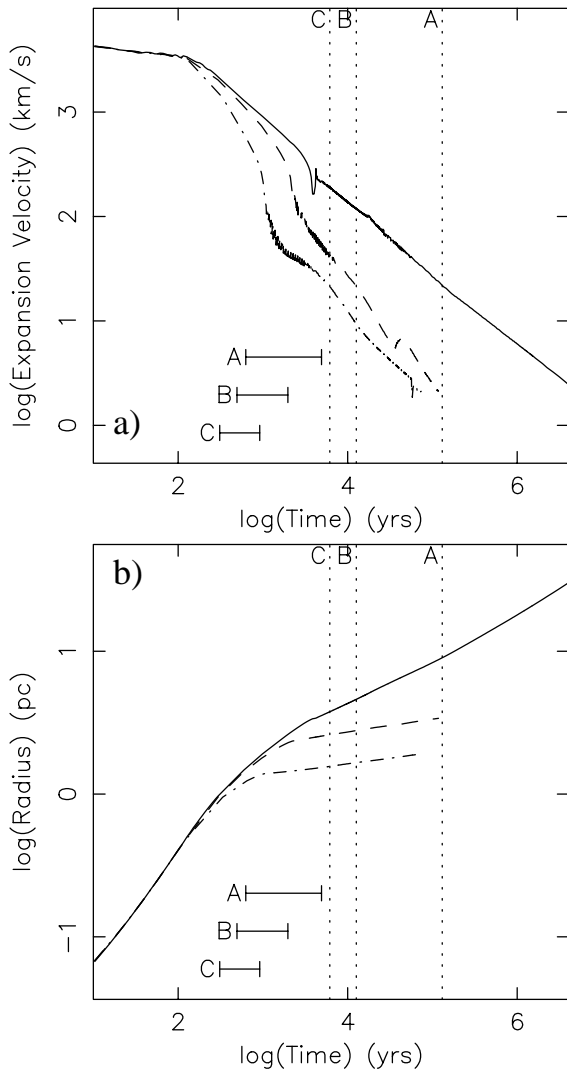 C B A
log(Expansion Velocity) (km/s)
3
2
1
0
A
B
C
a)
2 4 6
log(Time) (yrs)
C B A
b)
log(Radius) (pc)
1
0
−1
A
B
C
2 4 6
log(Time) (yrs)